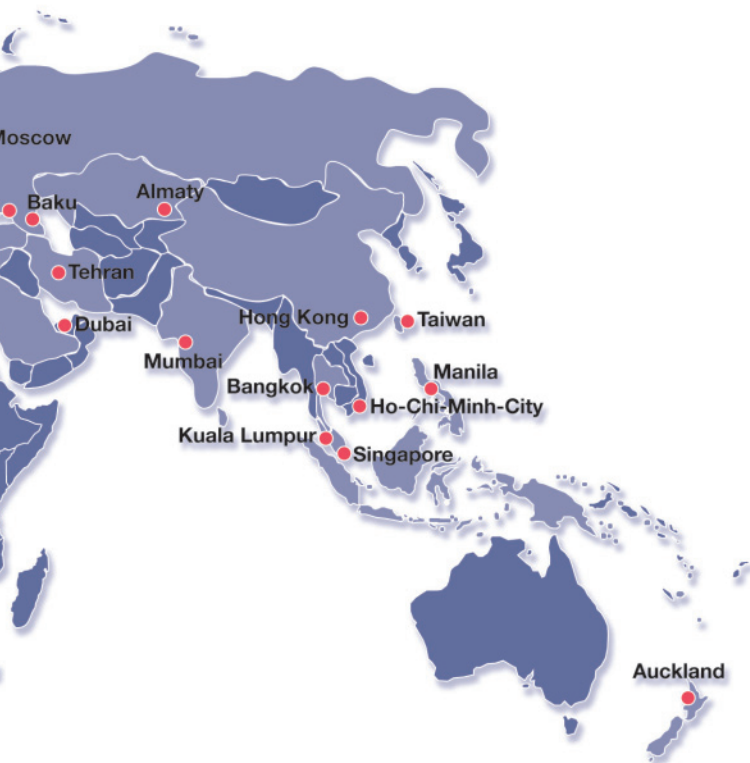 Moscow
Almaty
Baku
Tehran
Hong Kong
Taiwan
Dubai
Mumbai
Manila
Bangkok
Ho-Chi-Minh-City
Kuala Lumpur
Singapore
Auckland